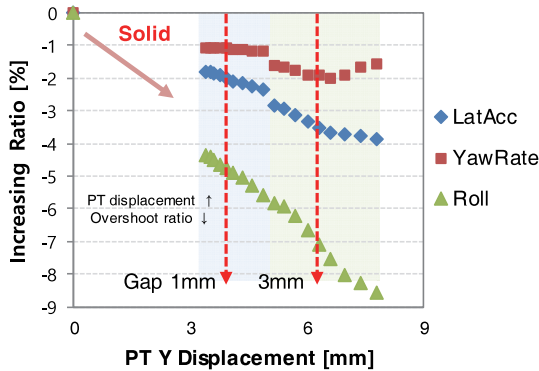 0
-1
-2
-3
-4
-5
-6
-7
-8
-9
Increasing Ratio [%]
Solid
PT displacement ↑
Overshoot ratio ↓
Gap 1mm
3mm
0
3
6
9
PT Y Displacement [mm]
LatAcc
YawRate
Roll